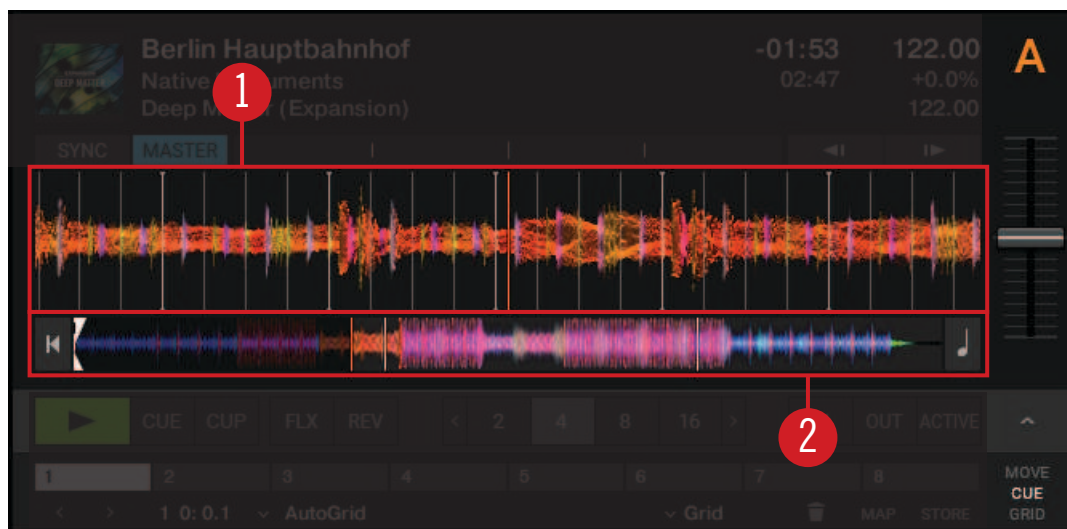 Berlin Hauptbahnhof -01:53 122.00 A
Native uments 02:47 +0.0%
Deep M r (Expansion) 122.00
DEEP MATTER
1
SYNC MASTER
2
CUE CUP FLX REV < 2 4 8 16 > OUT ACTIVE
1 2 3 4 5 6 7 8
MOVE
CUE
GRID
1 0: 0.1 AutoGrid Grid MAP STORE